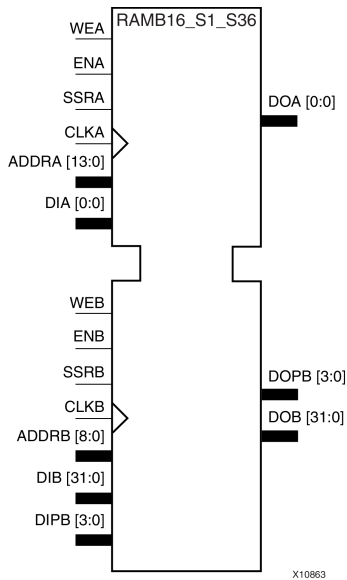 RAMB16_S1_S36
WEA
ENA
SSRA
DOA [0:0]
CLKA
ADDRA [13:0]
DIA [0:0]
WEB
ENB
SSRB
DOPB [3:0]
CLKB
DOB [31:0]
ADDRB [8:0]
DIB [31:0]
DIPB [3:0]
X10863